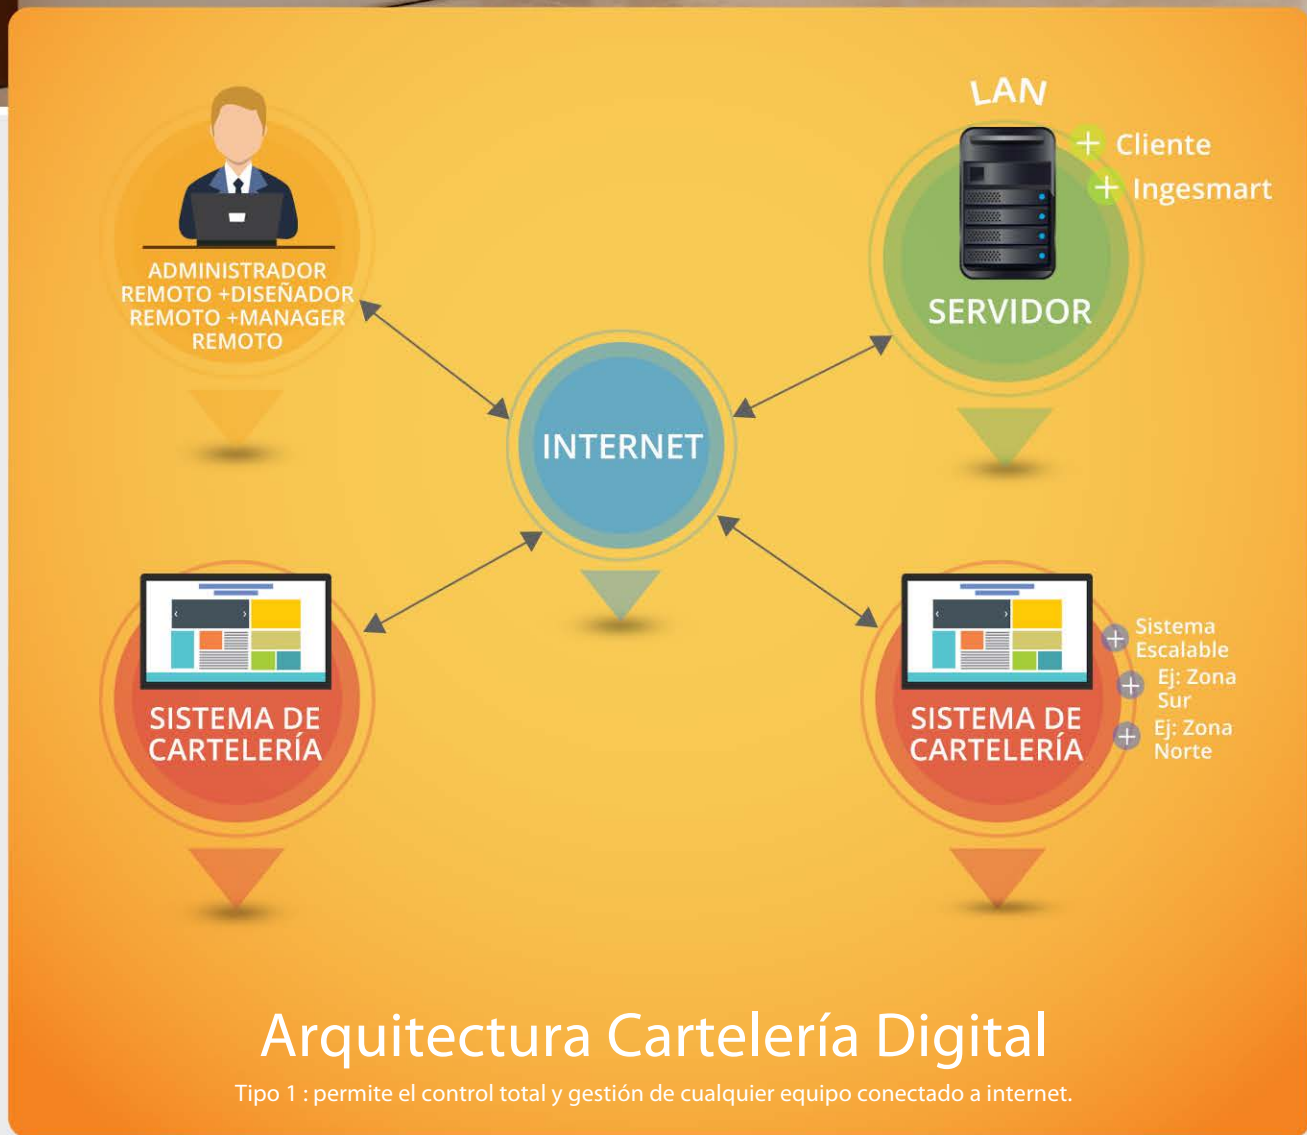 LAN
Cliente
Ingesmart
SERVIDOR
ADMINISTRADOR
REMOTO +DISEÑADOR
REMOTO +MANAGER
REMOTO
INTERNET
SISTEMA DE
CARTELERÍA
SISTEMA DE
CARTELERÍA
Sistema
Escalable
Ej: Zona
Sur
Ej: Zona
Norte
Arquitectura Cartelería Digital
Tipo 1 : permite el control total y gestión de cualquier equipo conectado a internet.